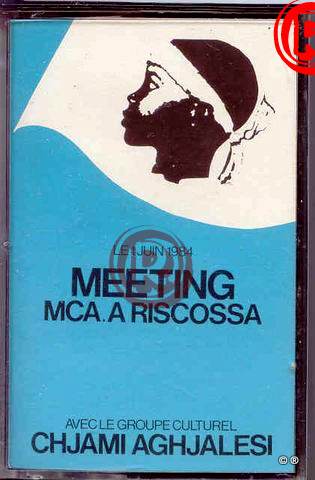 LE 1 JUIN 1984
MEETING
MCA. A RISCOSSA
AVEC LE GROUPE CULTUREL
CHJAMI AGHJALESI
© ®